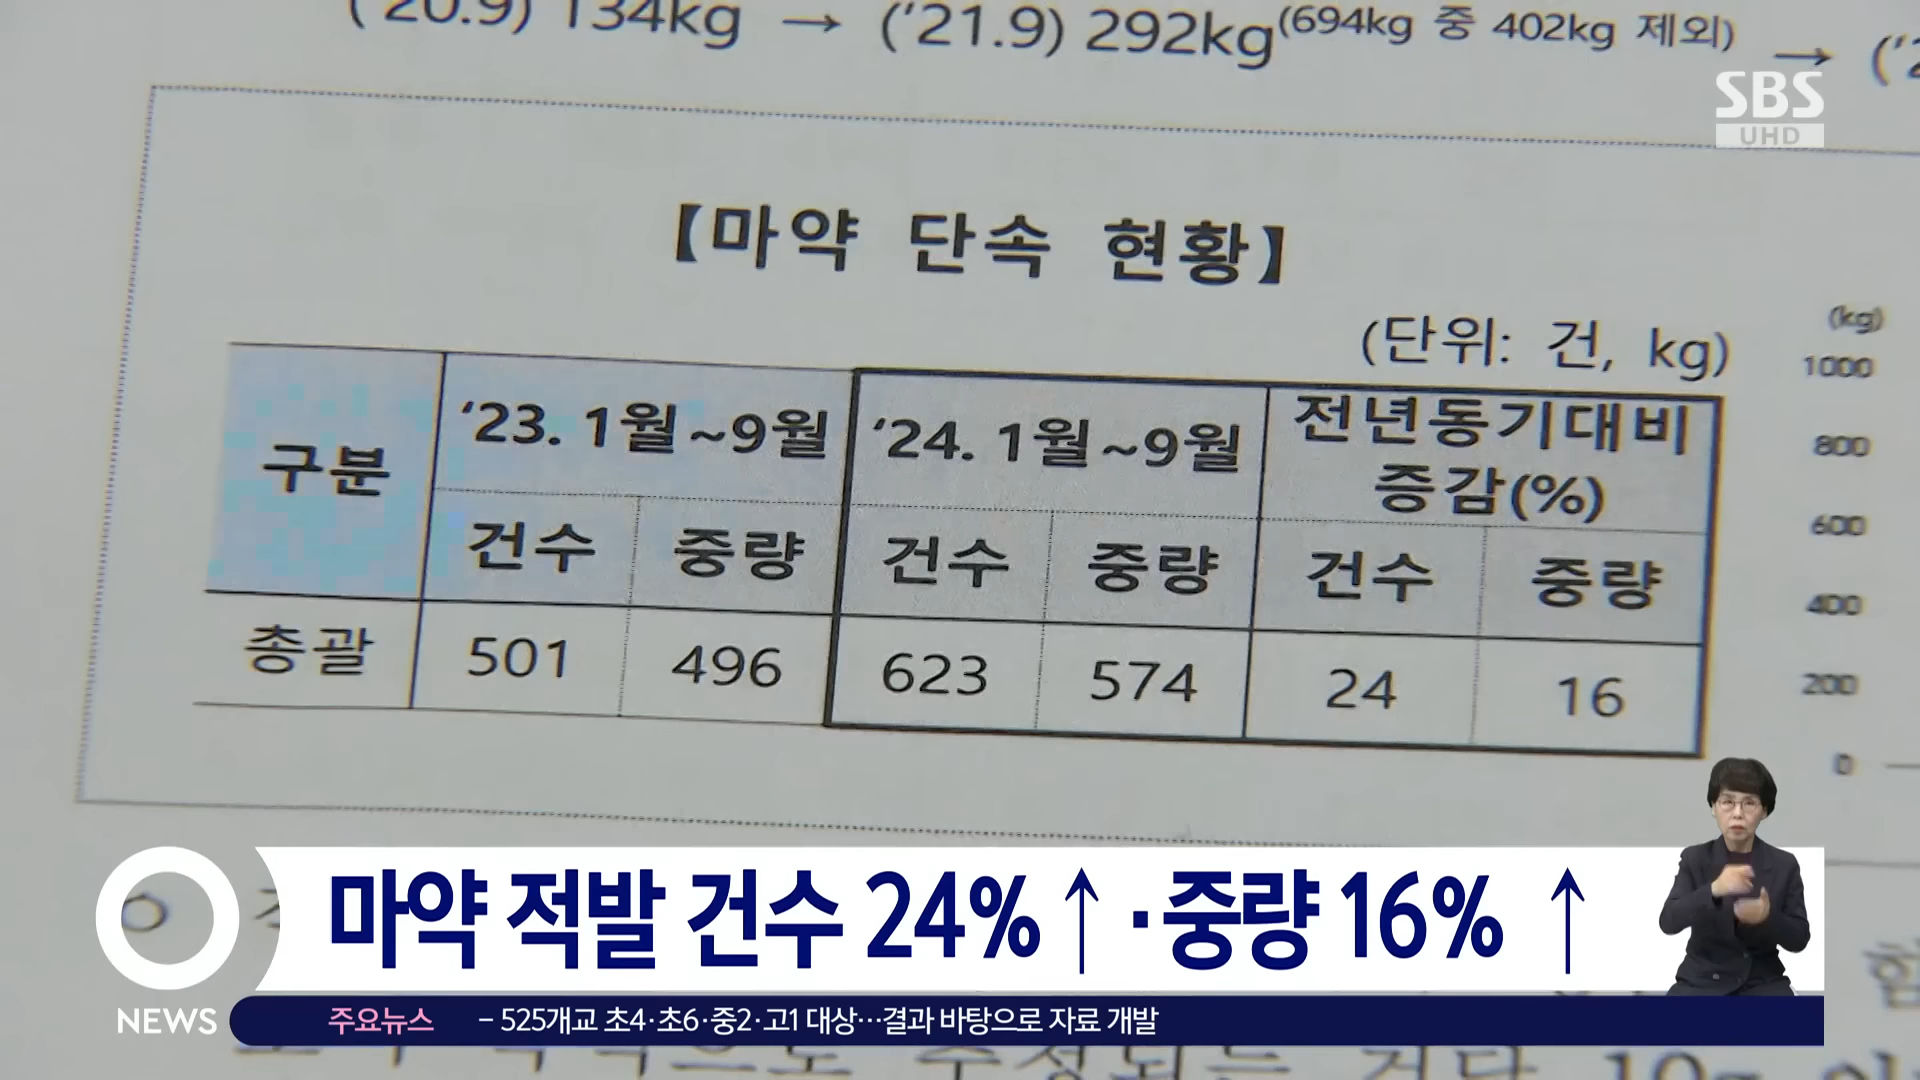 ('20.9) 134kg → ('21.9) 292kg(694kg 중 402kg 제외) → ('2
SBS
UHD
【마약 단속 현황】
(단위: 건, kg)
구분 '23. 1월~9월 '24. 1월~9월 전년동기대비
증감(%)
건수 중량 건수 중량 건수 중량
총괄 501 496 623 574 24 16
(kg)
1000
800
600
400
200
0
마약 적발 건수 24%↑·중량 16% ↑
NEWS
주요뉴스 - 525개교 초4·초6·중2·고1 대상…결과 바탕으로 자료 개발